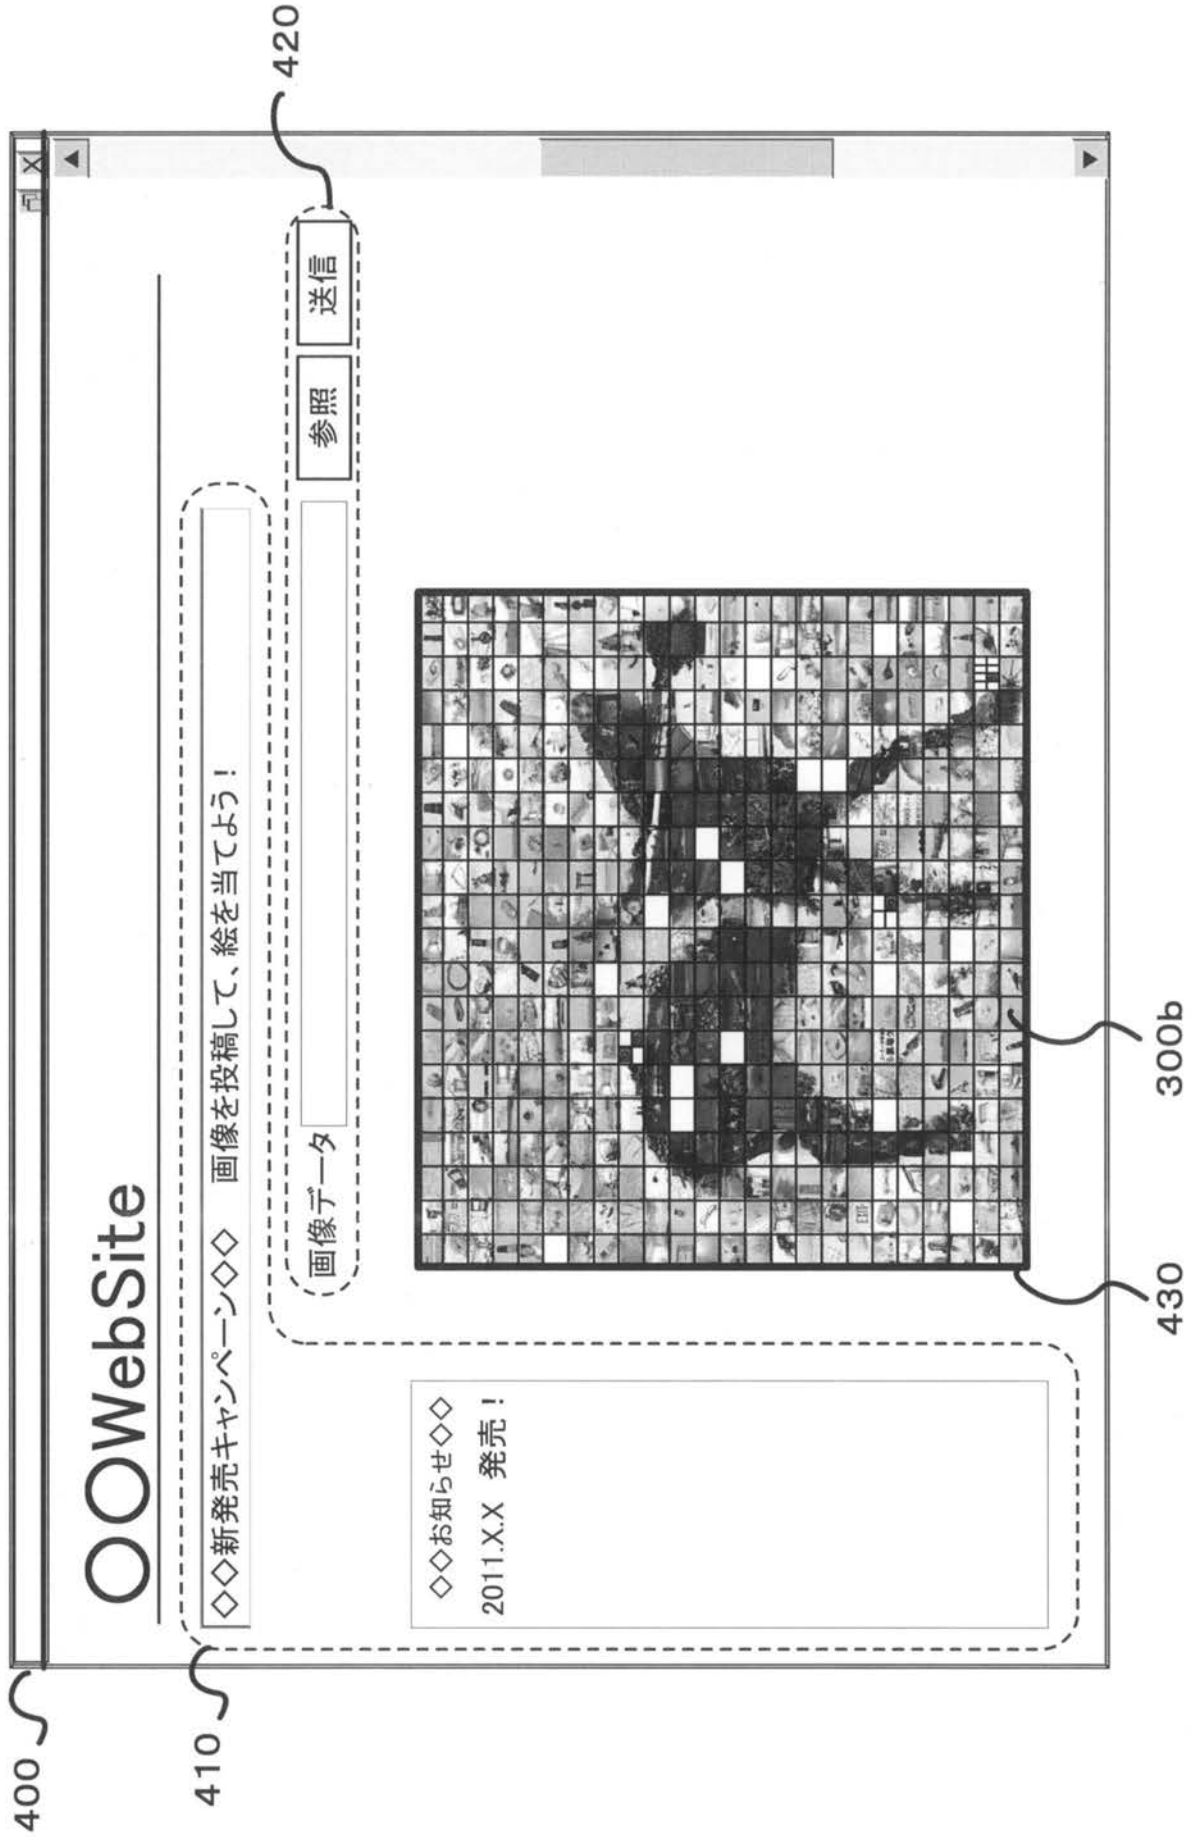 400
X
○○WebSite
410
◇◇新発売キャンペーン◇◇　画像を投稿して、絵を当てよう！
420
画像データ
参照
送信
◇◇お知らせ◇◇
2011.X.X　発売！
EXIT
430
300b